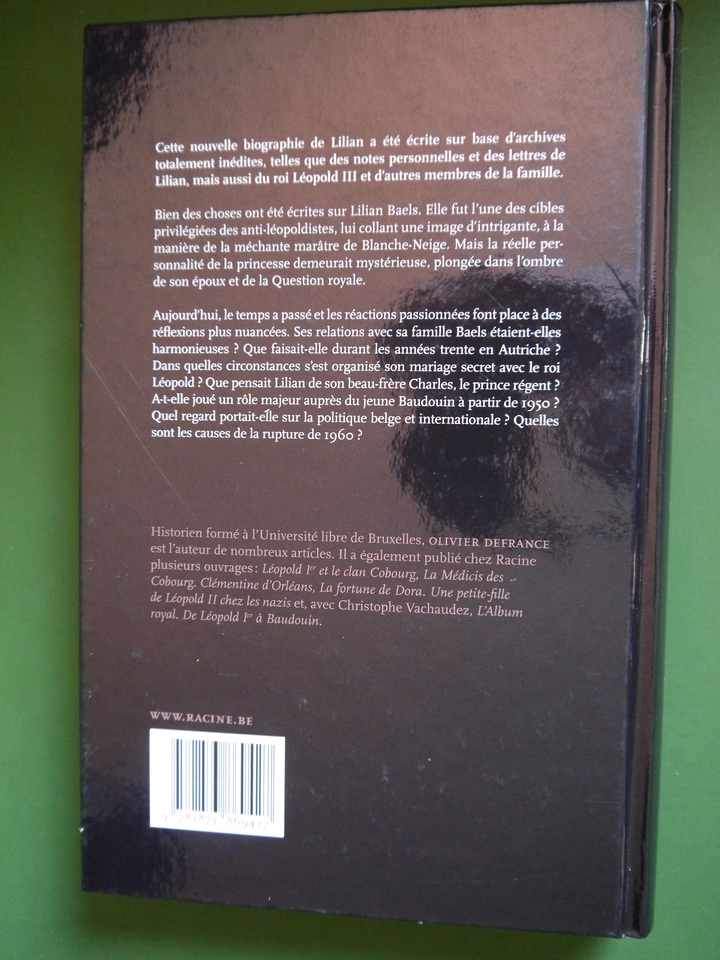 Cette nouvelle biographie de Lilian a été écrite sur base d'archives
totalement inédites, telles que des notes personnelles et des lettres de
Lilian, mais aussi du roi Léopold III et d'autres membres de la famille.
Bien des choses ont été écrites sur Lilian Baels. Elle fut l'une des cibles
privilégiées des anti-léopoldistes, lui collant une image d'intrigante, à la
manière de la méchante marâtre de Blanche-Neige. Mais la réelle per-
sonnalité de la princesse demeurait mystérieuse, plongée dans l'ombre
de son époux et de la Question royale.
Aujourd'hui, le temps a passé et les réactions passionnées font place à des
réflexions plus nuancées. Ses relations avec sa famille Baels étaient-elles
harmonieuses ? Que faisait-elle durant les années trente en Autriche ?
Dans quelles circonstances s'est organisé son mariage secret avec le roi
Léopold ? Que pensait Lilian de son beau-frère Charles, le prince régent ?
A-t-elle joué un rôle majeur auprès du jeune Baudouin à partir de 1950 ?
Quel regard portait-elle sur la politique belge et internationale ? Quelles
sont les causes de la rupture de 1960 ?
Historien formé à l'Université libre de Bruxelles, OLIVIER DEFRANCE
est l'auteur de nombreux articles. Il a également publié chez Racine
plusieurs ouvrages : Léopold Ier et le clan Cobourg, La Médicis des
Cobourg, Clémentine d'Orléans, La fortune de Dora. Une petite-fille
de Léopold II chez les nazis et, avec Christophe Vachaudez, L'Album
royal. De Léopold Ier à Baudouin.
WWW.RACINE.BE
9 782873 869427